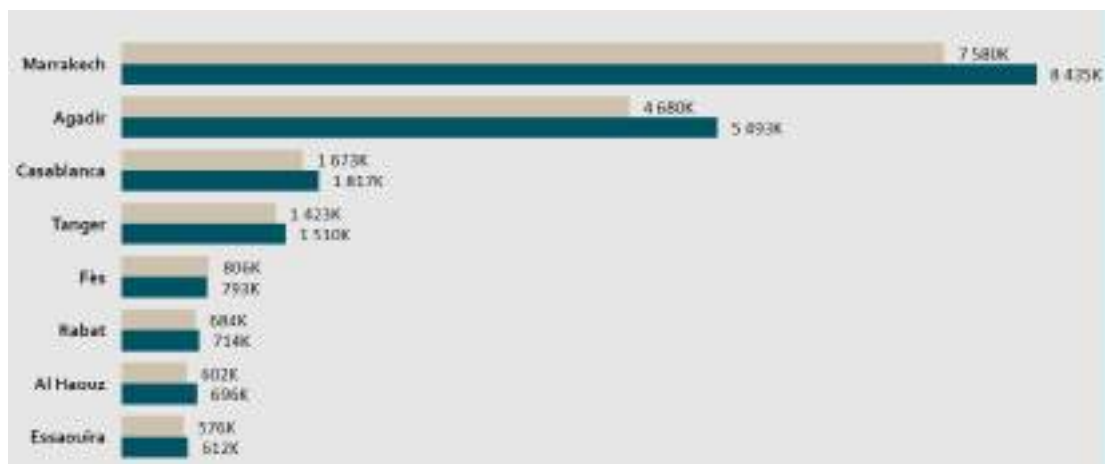 7 580K
Marrakech
8 435K
4 680K
Agadir
5 493K
1 673K
Casablanca
1 817K
1 423K
Tanger
1 510K
806K
Fès
793K
684K
Rabat
714K
602K
Al Haouz
696K
576K
Essaouira
612K